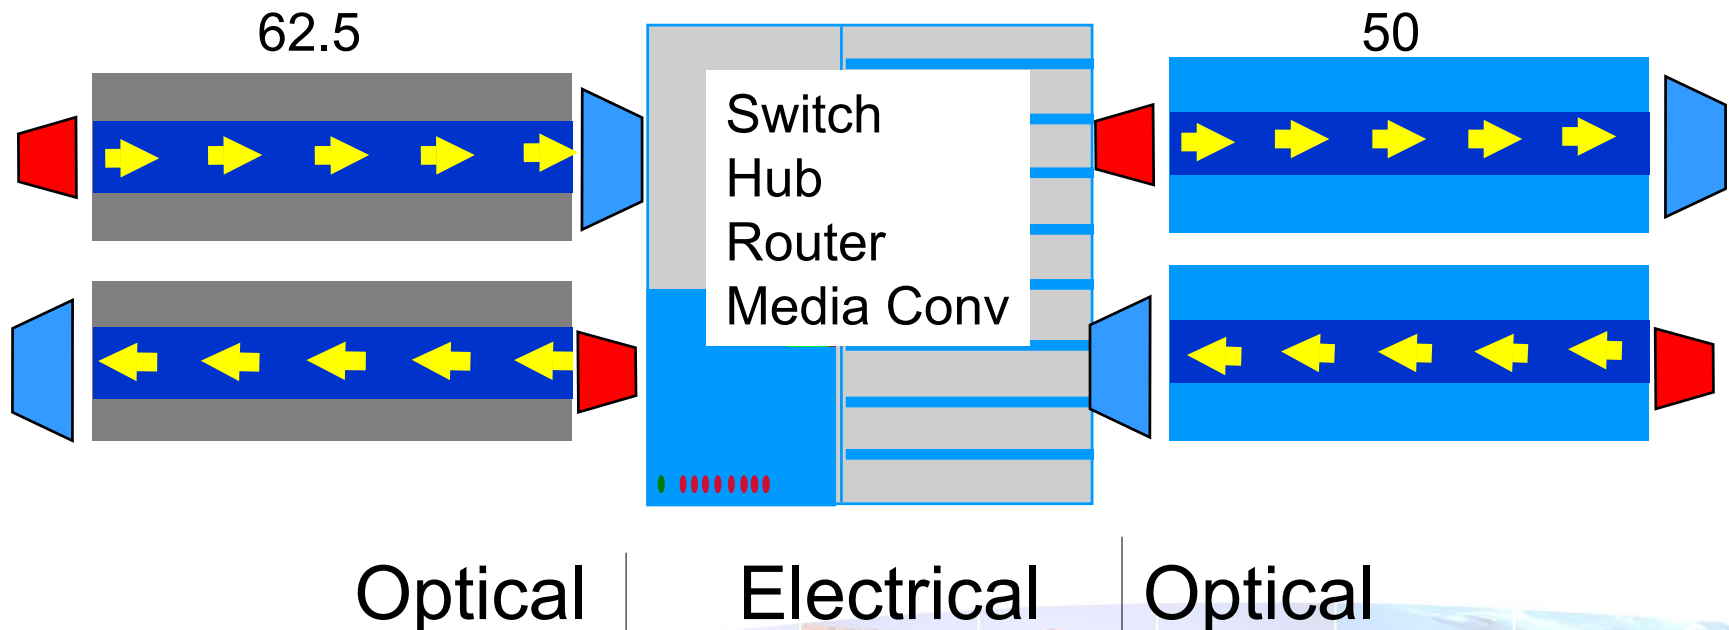 62.5
50
Switch
Hub
Router
Media Conv
Optical
Electrical
Optical